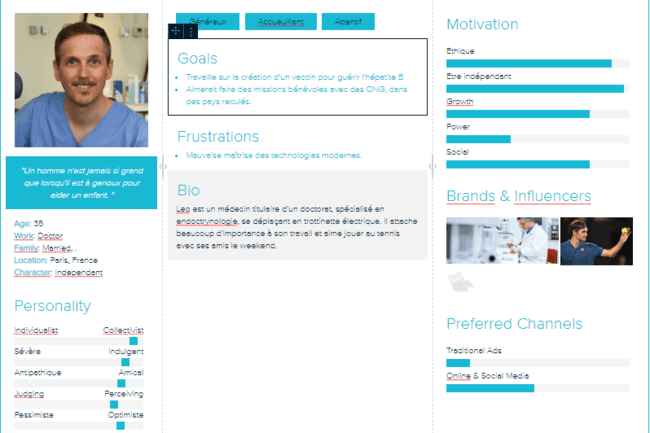 Généreux
Accueuillant
Attentif
"Un homme n'est jamais si grand
que lorsqu'il est à genoux pour
aider un enfant. "
Age: 35
Work: Doctor
Family: Married, .
Location: Paris, France
Character: Independant
Personality
Individualist Collectivist
Sévère Indulgent
Antipathique Amical
Judging Perceiving
Pessimiste Optimiste
Goals
Travaille sur la création d'un vaccin pour guérir l'hépatite B
Aimerait faire des missions bénévoles avec des ONG, dans
des pays reculés.
Frustrations
Mauvaise maîtrise des technologies modernes.
Bio
Leo est un médecin titulaire d'un doctorat, spécialisé en
endoctrynologie, se déplaçant en trottinette électrique. Il attache
beaucoup d'importance à son travail et aime jouer au tennis
avec ses amis le weekend.
Motivation
Ethique
Etre indépendant
Growth
Power
Social
Brands & Influencers
Preferred Channels
Traditional Ads
Online & Social Media